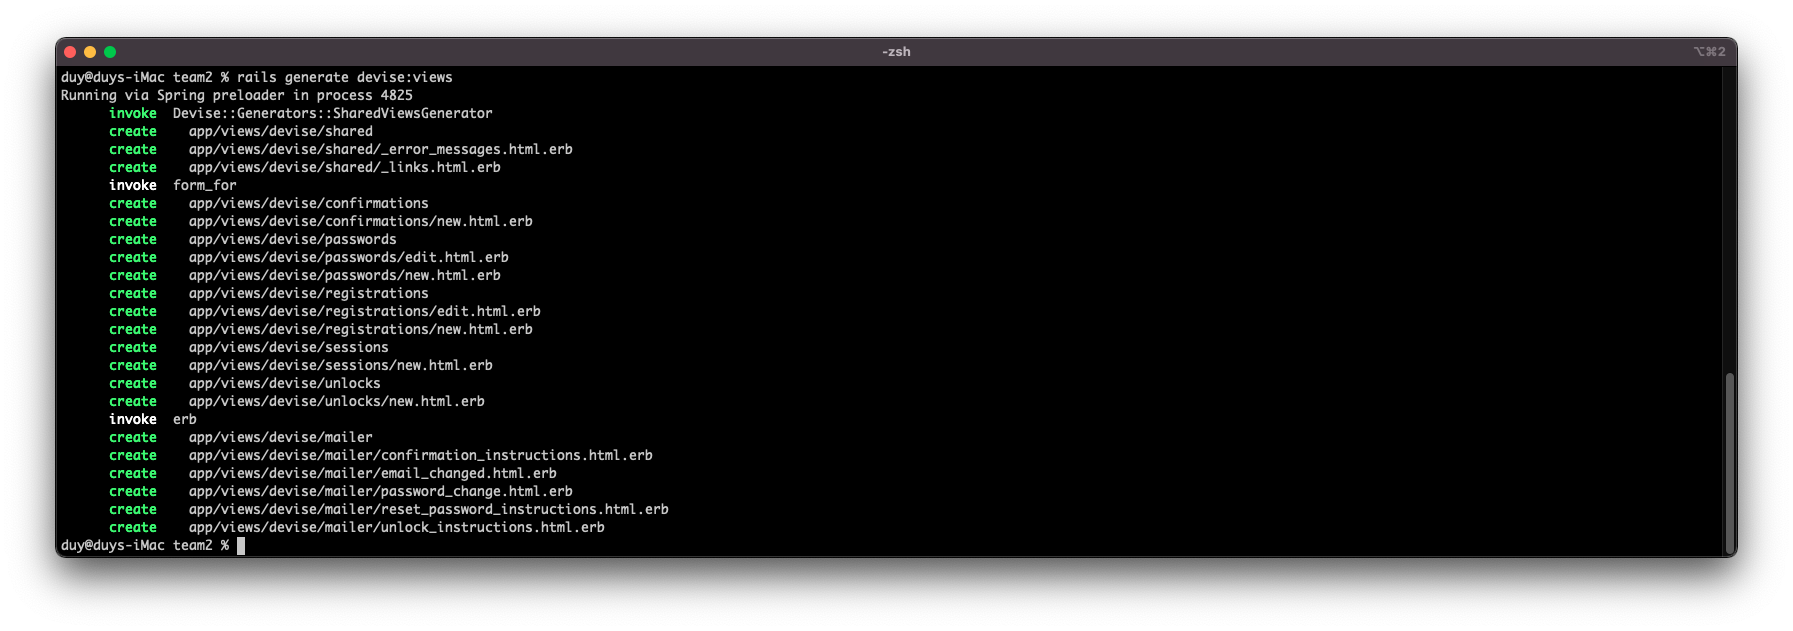 -zsh
⌥⌘2
duy@duys-iMac team2 % rails generate devise:views
Running via Spring preloader in process 4825
      invoke  Devise::Generators::SharedViewsGenerator
      create    app/views/devise/shared
      create    app/views/devise/shared/_error_messages.html.erb
      create    app/views/devise/shared/_links.html.erb
      invoke  form_for
      create    app/views/devise/confirmations
      create    app/views/devise/confirmations/new.html.erb
      create    app/views/devise/passwords
      create    app/views/devise/passwords/edit.html.erb
      create    app/views/devise/passwords/new.html.erb
      create    app/views/devise/registrations
      create    app/views/devise/registrations/edit.html.erb
      create    app/views/devise/registrations/new.html.erb
      create    app/views/devise/sessions
      create    app/views/devise/sessions/new.html.erb
      create    app/views/devise/unlocks
      create    app/views/devise/unlocks/new.html.erb
      invoke  erb
      create    app/views/devise/mailer
      create    app/views/devise/mailer/confirmation_instructions.html.erb
      create    app/views/devise/mailer/email_changed.html.erb
      create    app/views/devise/mailer/password_change.html.erb
      create    app/views/devise/mailer/reset_password_instructions.html.erb
      create    app/views/devise/mailer/unlock_instructions.html.erb
duy@duys-iMac team2 %